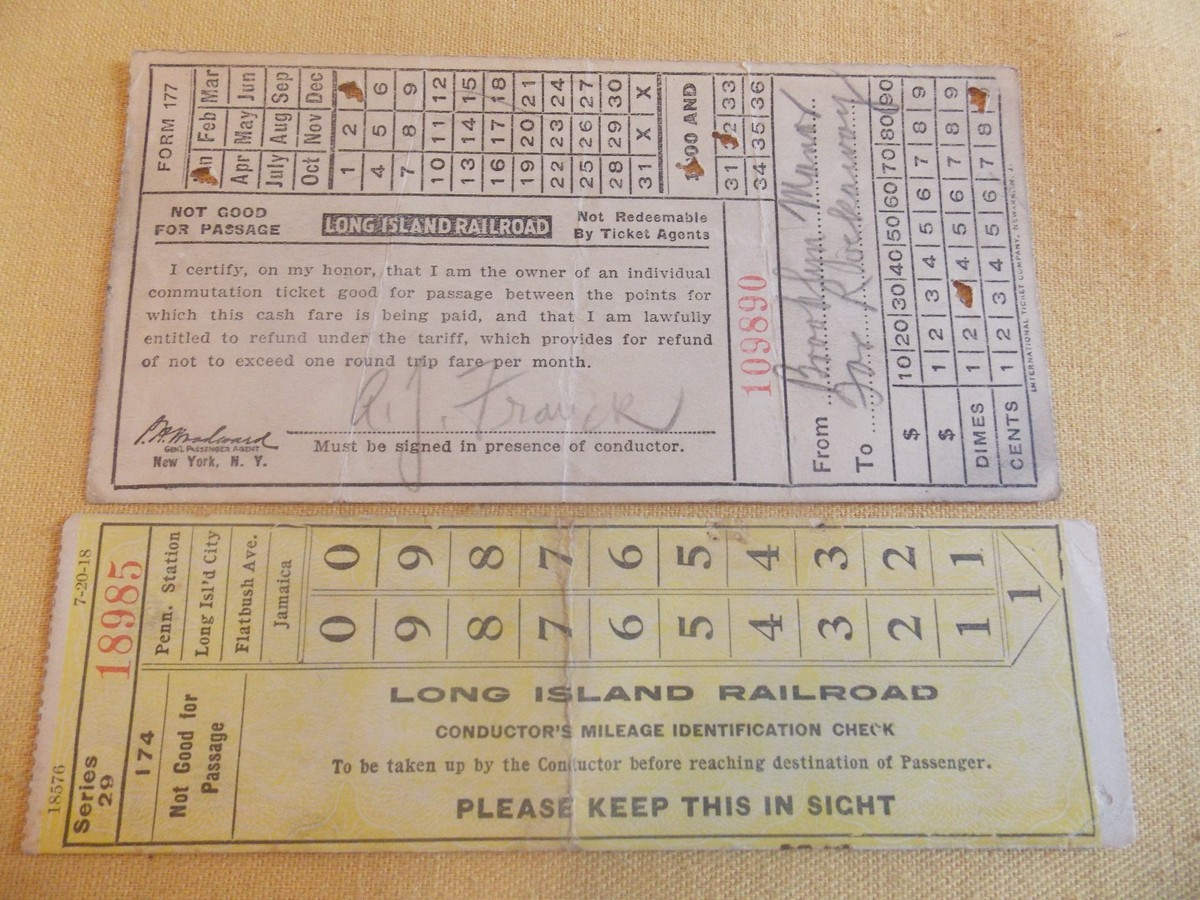 FORM 177
an Feb Mar
Apr May Jun
July Aug Sep
Oct Nov Dec
1 2
4 5 6
7 8 9
10 11 12
13 14 15
16 17 18
19 20 21
22 23 24
25 26 27
28 29 30
31 X X
AND
31 33
34 35 36
NOT GOOD
FOR PASSAGE
LONG ISLAND RAILROAD
Not Redeemable
By Ticket Agents
I certify, on my honor, that I am the owner of an individual
commutation ticket good for passage between the points for
which this cash fare is being paid, and that I am lawfully
entitled to refund under the tariff, which provides for refund
of not to exceed one round trip fare per month.
A. J. Franck
P. H. Woodward
GEN'L PASSENGER AGENT
New York, N. Y.
Must be signed in presence of conductor.
109890
From Brooklyn Manor
To Far Rockaway
$ 10 20 30 40 50 60 70 80 90
$ 1 2 3 4 5 6 7 8 9
DIMES 1 2 4 5 6 7 8 9
CENTS 1 2 3 4 5 6 7 8
INTERNATIONAL TICKET COMPANY, NEWARK, N. J.
18576
7-20-18
Series
29
18985
174
Penn. Station
Long Isl'd City
Flatbush Ave.
Jamaica
0 9 8 7 6 5 4 3 2 1
0 9 8 7 6 5 4 3 2 1
1
Not Good for
Passage
LONG ISLAND RAILROAD
CONDUCTOR'S MILEAGE IDENTIFICATION CHECK
To be taken up by the Conductor before reaching destination of Passenger.
PLEASE KEEP THIS IN SIGHT